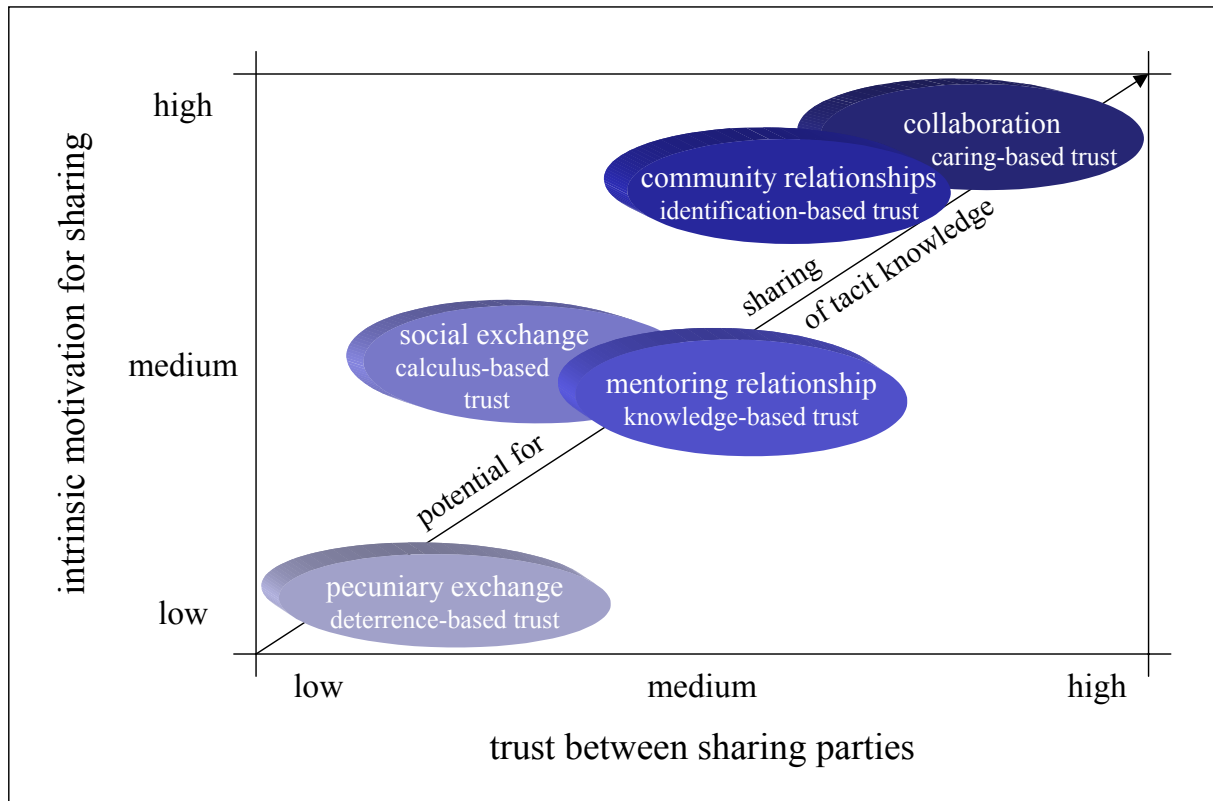 high
collaboration
caring-based trust
community relationships
identification-based trust
sharing
of tacit knowledge
intrinsic motivation for sharing
medium
social exchange
calculus-based
trust
mentoring relationship
knowledge-based trust
potential for
low
pecuniary exchange
deterrence-based trust
low
medium
high
trust between sharing parties